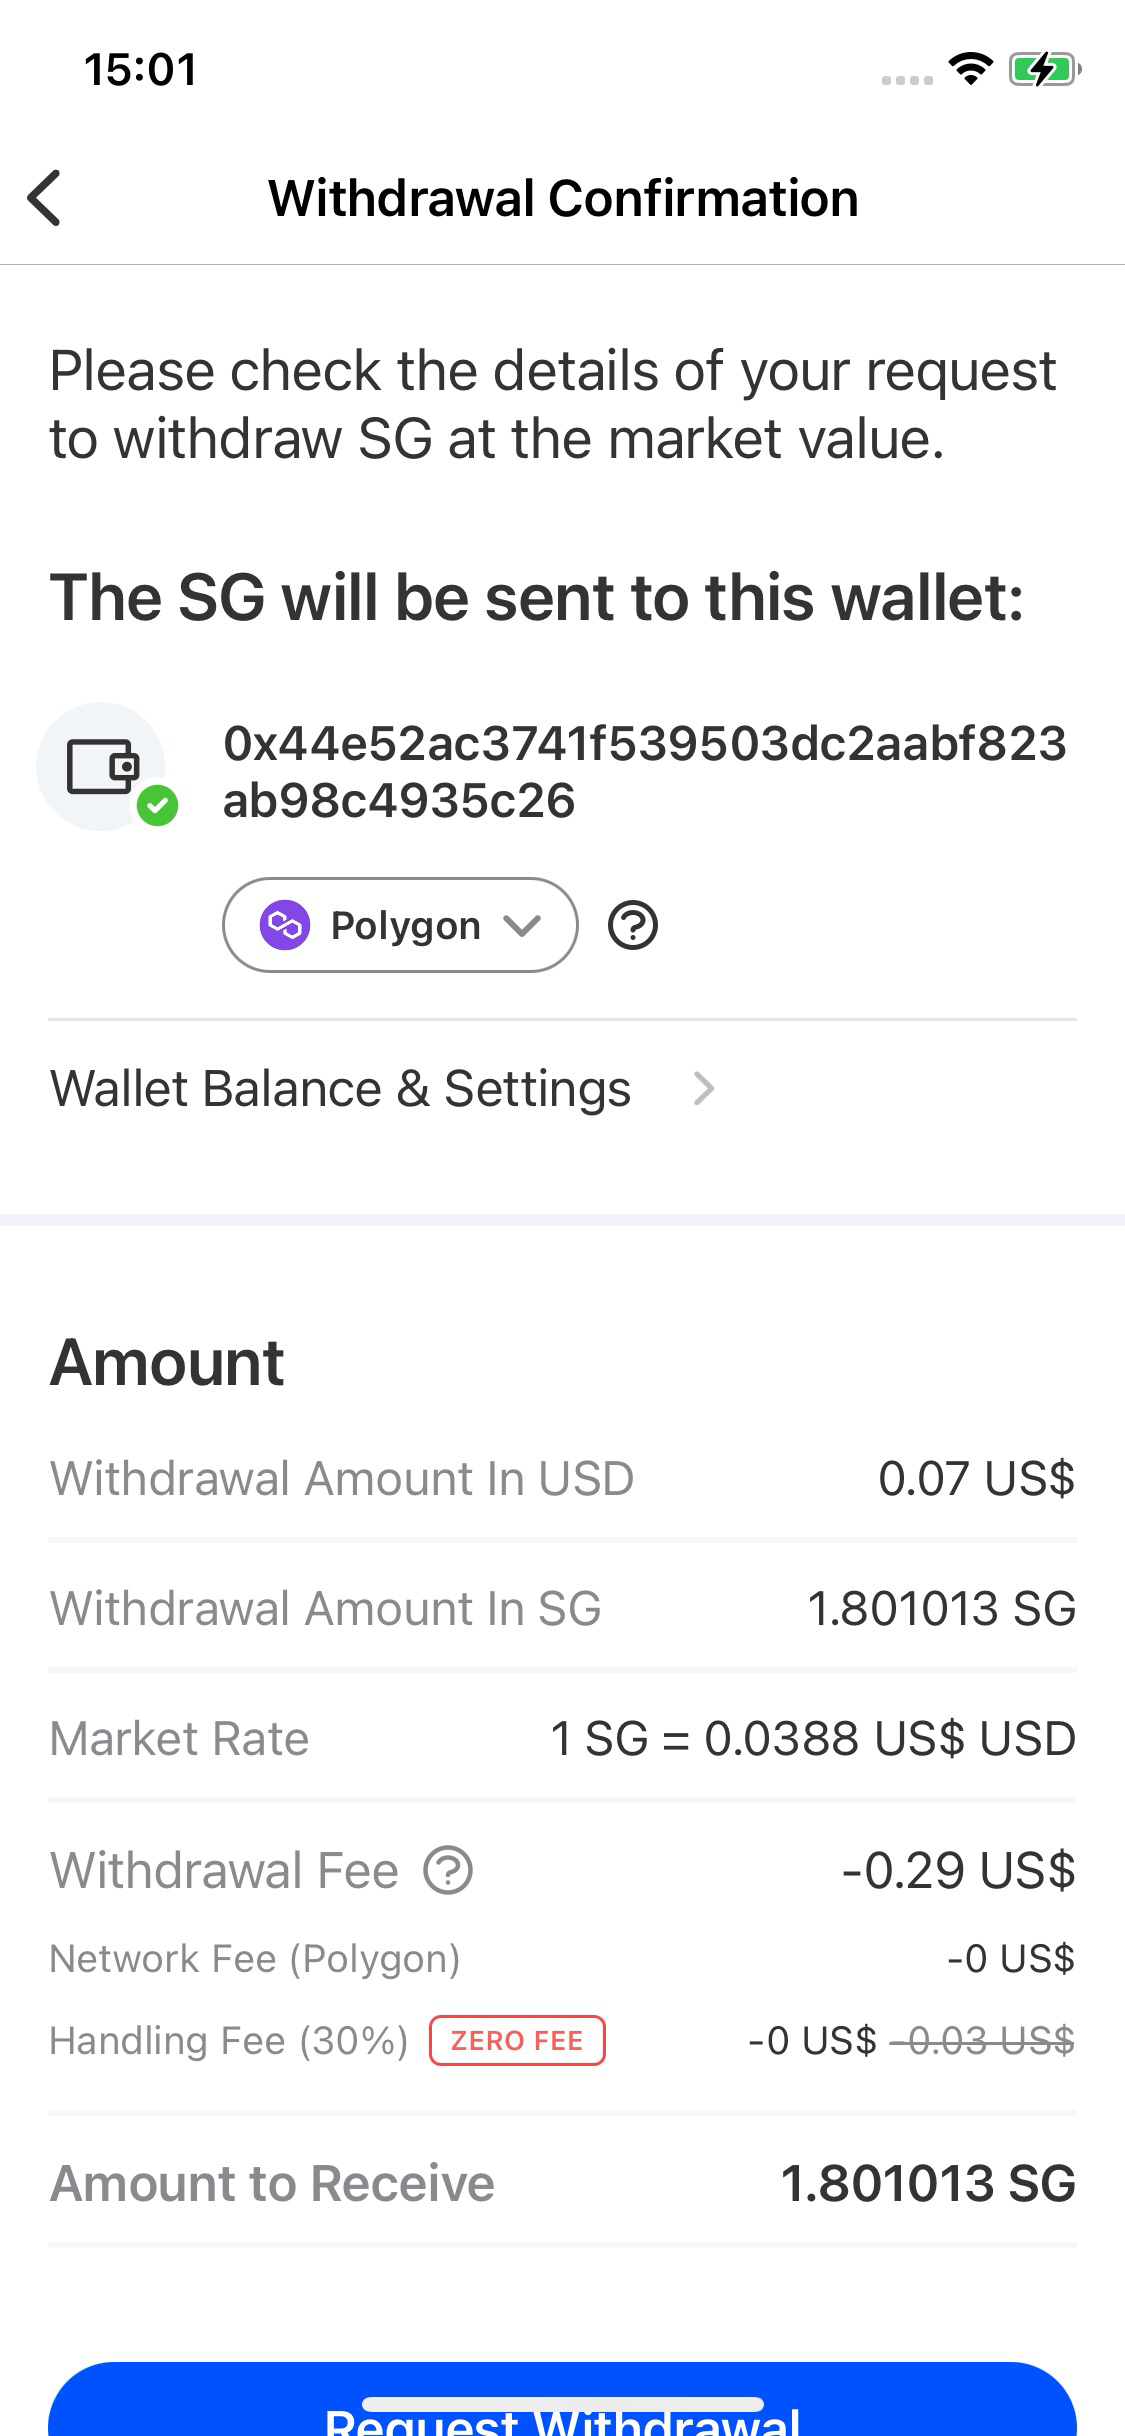 15:01
Withdrawal Confirmation
Please check the details of your request
to withdraw SG at the market value.
The SG will be sent to this wallet:
0x44e52ac3741f539503dc2aabf823
ab98c4935c26
Polygon
Wallet Balance & Settings
Amount
Withdrawal Amount In USD 0.07 US$
Withdrawal Amount In SG 1.801013 SG
Market Rate 1 SG = 0.0388 US$ USD
Withdrawal Fee -0.29 US$
Network Fee (Polygon) -0 US$
Handling Fee (30%) ZERO FEE -0 US$ -0.03 US$
Amount to Receive 1.801013 SG
Request Withdrawal